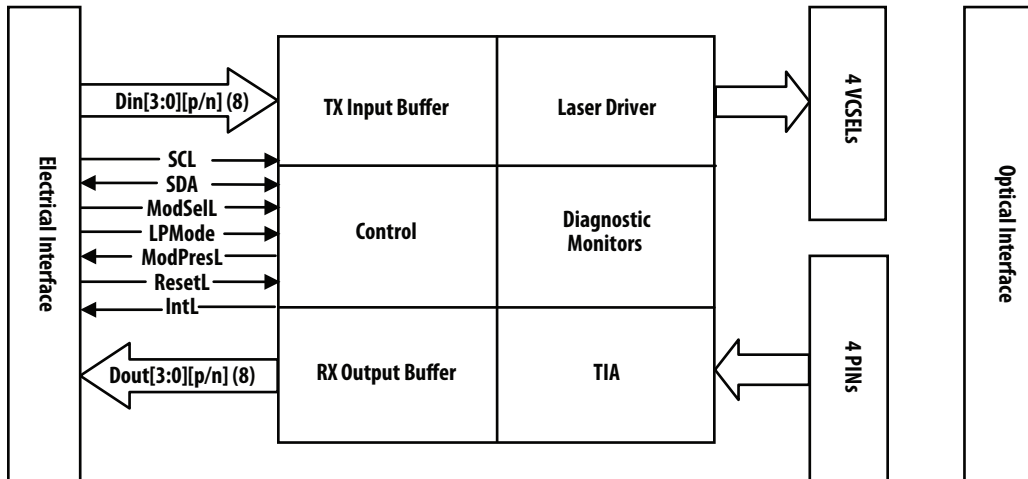 Electrical Interface
Din[3:0][p/n] (8)
SCL
SDA
ModSelL
LPMode
ModPresL
ResetL
IntL
Dout[3:0][p/n] (8)
TX Input Buffer
Laser Driver
Control
Diagnostic
Monitors
RX Output Buffer
TIA
4 VCSELs
4 PINs
Optical Interface